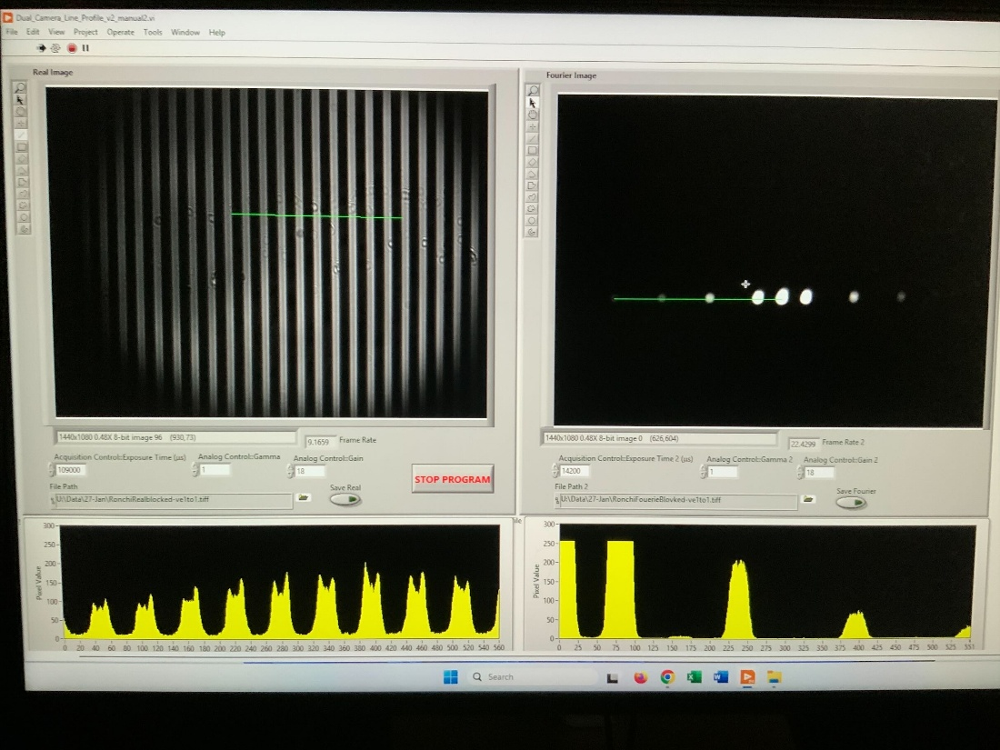 Dual_Camera_Line_Profile_v2_manual2.vi
File Edit View Project Operate Tools Window Help
Real Image
Fourier Image
1440x1080 0.48X 8-bit image 96 (930,73)
9.1659 Frame Rate
1440x1080 0.48X 8-bit image 0 (626,604)
22.4299 Frame Rate 2
Acquisition Control::Exposure Time (µs) Analog Control::Gamma Analog Control::Gain
109000 1 18
STOP PROGRAM
Acquisition Control::Exposure Time 2 (µs) Analog Control::Gamma 2 Analog Control::Gain 2
14200 1 18
File Path Save Real
U:\Data\27-Jan\RonchiRealblocked-ve1to1.tiff
File Path 2 Save Fourier
U:\Data\27-Jan\RonchiFouerieBlovked-ve1to1.tiff
300
250
200
150
100
50
0
Pixel Value
0 20 40 60 80 100 120 140 160 180 200 220 240 260 280 300 320 340 360 380 400 420 440 460 480 500 520 540 560
ile
300
250
200
150
100
50
0
Pixel Value
0 25 50 75 100 125 150 175 200 225 250 275 300 325 350 375 400 425 450 475 500 525 551
Search